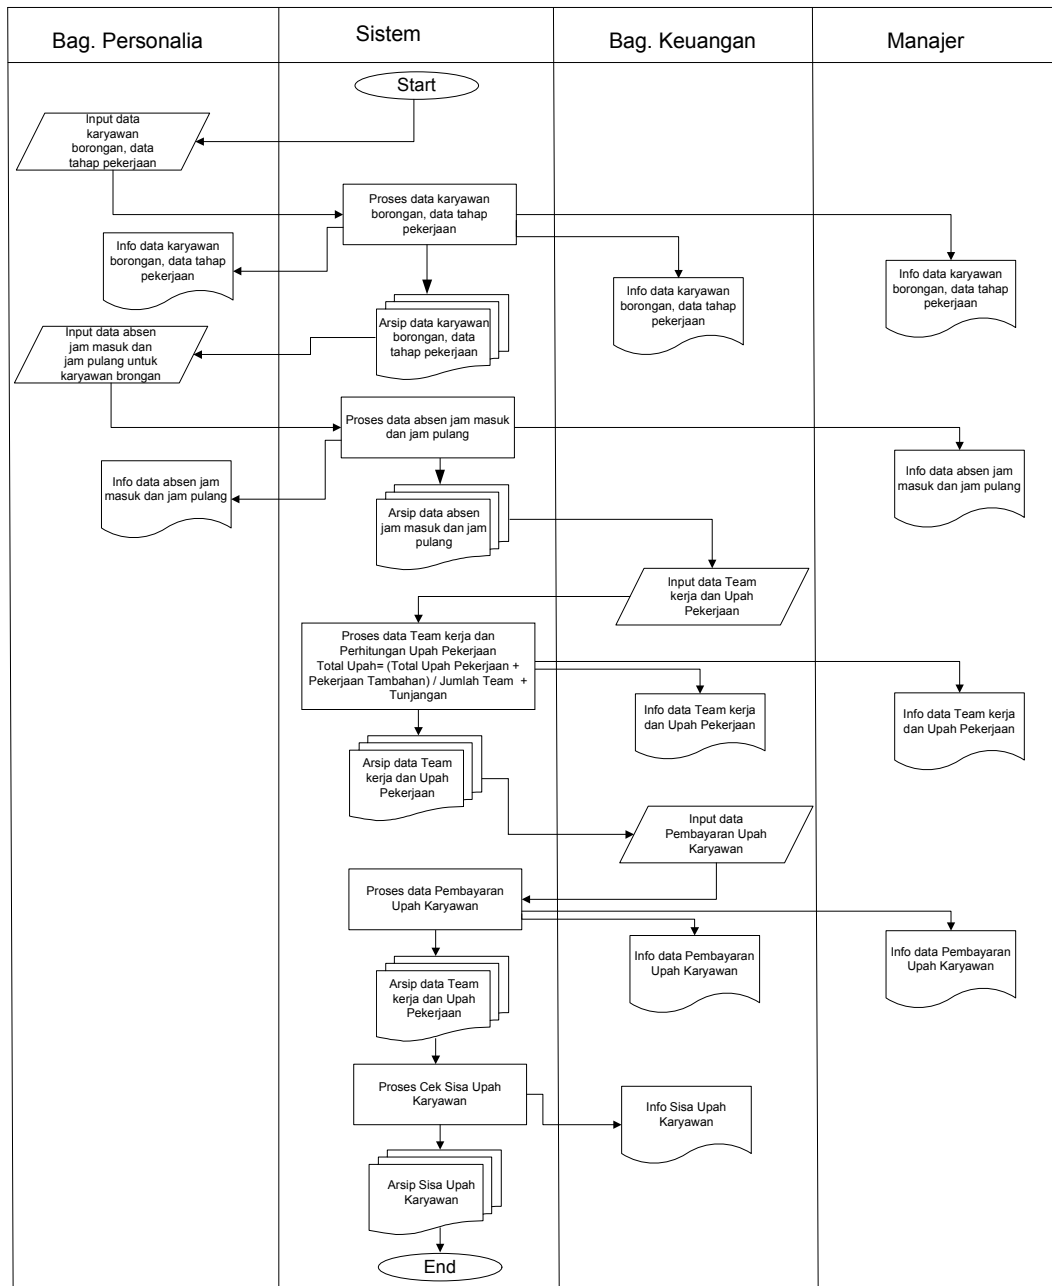 Bag. Personalia
Sistem
Bag. Keuangan
Manajer
Start
Input data
karyawan
borongan, data
tahap pekerjaan
Proses data karyawan
borongan, data tahap
pekerjaan
Info data karyawan
borongan, data tahap
pekerjaan
Info data karyawan
borongan, data tahap
pekerjaan
Info data karyawan
borongan, data tahap
pekerjaan
Arsip data karyawan
borongan, data
tahap pekerjaan
Input data absen
jam masuk dan
jam pulang untuk
karyawan brongan
Proses data absen jam masuk
dan jam pulang
Info data absen jam
masuk dan jam pulang
Info data absen jam
masuk dan jam pulang
Arsip data absen
jam masuk dan jam
pulang
Input data Team
kerja dan Upah
Pekerjaan
Proses data Team kerja dan
Perhitungan Upah Pekerjaan
Total Upah= (Total Upah Pekerjaan +
Pekerjaan Tambahan) / Jumlah Team  +
Tunjangan
Info data Team kerja
dan Upah Pekerjaan
Info data Team kerja
dan Upah Pekerjaan
Arsip data Team
kerja dan Upah
Pekerjaan
Input data
Pembayaran Upah
Karyawan
Proses data Pembayaran
Upah Karyawan
Info data Pembayaran
Upah Karyawan
Info data Pembayaran
Upah Karyawan
Arsip data Team
kerja dan Upah
Pekerjaan
Proses Cek Sisa Upah
Karyawan
Info Sisa Upah
Karyawan
Arsip Sisa Upah
Karyawan
End